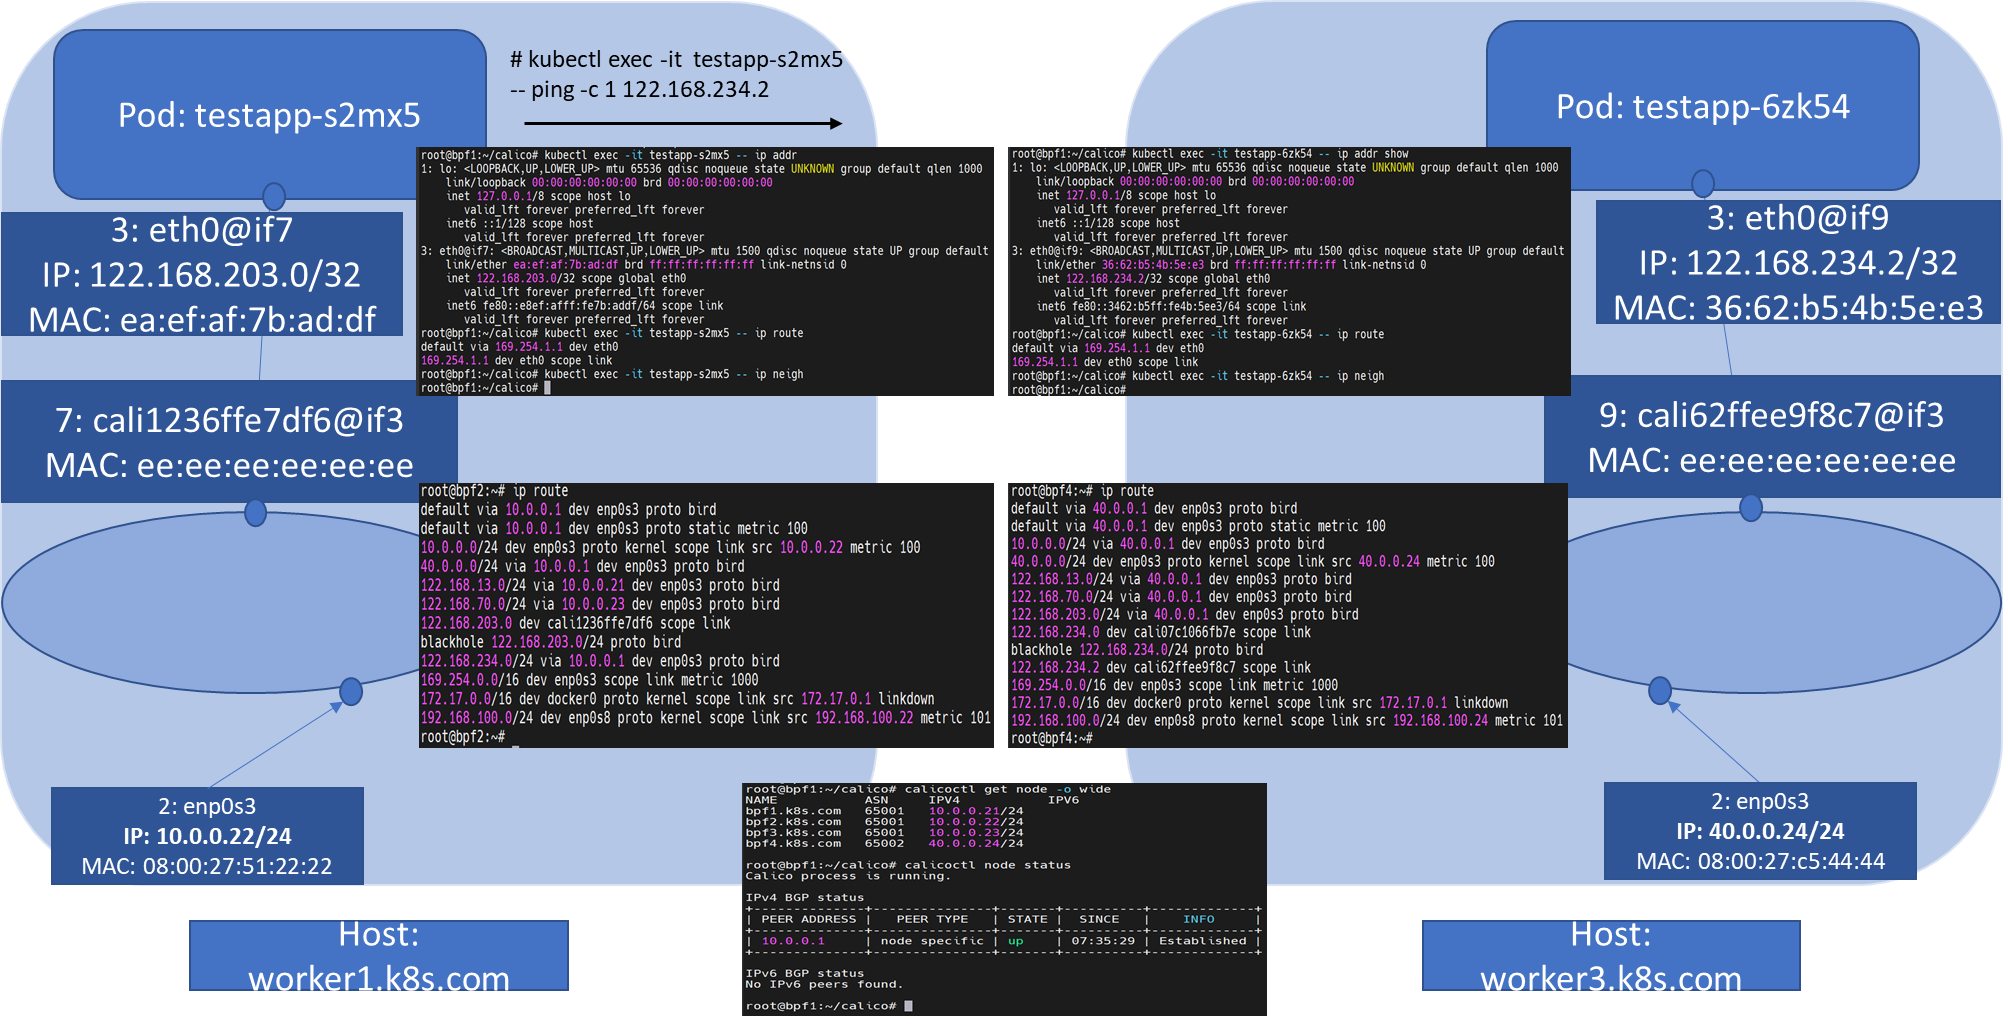 Pod: testapp-s2mx5
# kubectl exec -it  testapp-s2mx5
-- ping -c 1 122.168.234.2
Pod: testapp-6zk54
3: eth0@if7
IP: 122.168.203.0/32
MAC: ea:ef:af:7b:ad:df
root@bpf1:~/calico# kubectl exec -it testapp-s2mx5 -- ip addr
1: lo: <LOOPBACK,UP,LOWER_UP> mtu 65536 qdisc noqueue state UNKNOWN group default qlen 1000
link/loopback 00:00:00:00:00:00 brd 00:00:00:00:00:00
inet 127.0.0.1/8 scope host lo
valid_lft forever preferred_lft forever
inet6 ::1/128 scope host
valid_lft forever preferred_lft forever
3: eth0@if7: <BROADCAST,MULTICAST,UP,LOWER_UP> mtu 1500 qdisc noqueue state UP group default
link/ether ea:ef:af:7b:ad:df brd ff:ff:ff:ff:ff:ff link-netnsid 0
inet 122.168.203.0/32 scope global eth0
valid_lft forever preferred_lft forever
inet6 fe80::e8ef:afff:fe7b:addf/64 scope link
valid_lft forever preferred_lft forever
root@bpf1:~/calico# kubectl exec -it testapp-s2mx5 -- ip route
default via 169.254.1.1 dev eth0
169.254.1.1 dev eth0 scope link
root@bpf1:~/calico# kubectl exec -it testapp-s2mx5 -- ip neigh
root@bpf1:~/calico#
root@bpf1:~/calico# kubectl exec -it testapp-6zk54 -- ip addr show
1: lo: <LOOPBACK,UP,LOWER_UP> mtu 65536 qdisc noqueue state UNKNOWN group default qlen 1000
link/loopback 00:00:00:00:00:00 brd 00:00:00:00:00:00
inet 127.0.0.1/8 scope host lo
valid_lft forever preferred_lft forever
inet6 ::1/128 scope host
valid_lft forever preferred_lft forever
3: eth0@if9: <BROADCAST,MULTICAST,UP,LOWER_UP> mtu 1500 qdisc noqueue state UP group default
link/ether 36:62:b5:4b:5e:e3 brd ff:ff:ff:ff:ff:ff link-netnsid 0
inet 122.168.234.2/32 scope global eth0
valid_lft forever preferred_lft forever
inet6 fe80::3462:b5ff:fe4b:5ee3/64 scope link
valid_lft forever preferred_lft forever
root@bpf1:~/calico# kubectl exec -it testapp-6zk54 -- ip route
default via 169.254.1.1 dev eth0
169.254.1.1 dev eth0 scope link
root@bpf1:~/calico# kubectl exec -it testapp-6zk54 -- ip neigh
root@bpf1:~/calico#
3: eth0@if9
IP: 122.168.234.2/32
MAC: 36:62:b5:4b:5e:e3
7: cali1236ffe7df6@if3
MAC: ee:ee:ee:ee:ee:ee
9: cali62ffee9f8c7@if3
MAC: ee:ee:ee:ee:ee:ee
root@bpf2:~# ip route
default via 10.0.0.1 dev enp0s3 proto bird
default via 10.0.0.1 dev enp0s3 proto static metric 100
10.0.0.0/24 dev enp0s3 proto kernel scope link src 10.0.0.22 metric 100
40.0.0.0/24 via 10.0.0.1 dev enp0s3 proto bird
122.168.13.0/24 via 10.0.0.21 dev enp0s3 proto bird
122.168.70.0/24 via 10.0.0.23 dev enp0s3 proto bird
122.168.203.0 dev cali1236ffe7df6 scope link
blackhole 122.168.203.0/24 proto bird
122.168.234.0/24 via 10.0.0.1 dev enp0s3 proto bird
169.254.0.0/16 dev enp0s3 scope link metric 1000
172.17.0.0/16 dev docker0 proto kernel scope link src 172.17.0.1 linkdown
192.168.100.0/24 dev enp0s8 proto kernel scope link src 192.168.100.22 metric 101
root@bpf2:~#
root@bpf4:~# ip route
default via 40.0.0.1 dev enp0s3 proto bird
default via 40.0.0.1 dev enp0s3 proto static metric 100
10.0.0.0/24 via 40.0.0.1 dev enp0s3 proto bird
40.0.0.0/24 dev enp0s3 proto kernel scope link src 40.0.0.24 metric 100
122.168.13.0/24 via 40.0.0.1 dev enp0s3 proto bird
122.168.70.0/24 via 40.0.0.1 dev enp0s3 proto bird
122.168.203.0/24 via 40.0.0.1 dev enp0s3 proto bird
122.168.234.0 dev cali07c1066fb7e scope link
blackhole 122.168.234.0/24 proto bird
122.168.234.2 dev cali62ffee9f8c7 scope link
169.254.0.0/16 dev enp0s3 scope link metric 1000
172.17.0.0/16 dev docker0 proto kernel scope link src 172.17.0.1 linkdown
192.168.100.0/24 dev enp0s8 proto kernel scope link src 192.168.100.24 metric 101
root@bpf4:~#
2: enp0s3
IP: 10.0.0.22/24
MAC: 08:00:27:51:22:22
root@bpf1:~/calico# calicoctl get node -o wide
NAME ASN IPV4 IPV6
bpf1.k8s.com 65001 10.0.0.21/24
bpf2.k8s.com 65001 10.0.0.22/24
bpf3.k8s.com 65001 10.0.0.23/24
bpf4.k8s.com 65002 40.0.0.24/24
root@bpf1:~/calico# calicoctl node status
Calico process is running.
IPv4 BGP status
+--------------+---------------+-------+----------+-------------+
| PEER ADDRESS | PEER TYPE | STATE | SINCE | INFO |
+--------------+---------------+-------+----------+-------------+
| 10.0.0.1 | node specific | up | 07:35:29 | Established |
+--------------+---------------+-------+----------+-------------+
IPv6 BGP status
No IPv6 peers found.
root@bpf1:~/calico#
2: enp0s3
IP: 40.0.0.24/24
MAC: 08:00:27:c5:44:44
Host:
worker1.k8s.com
Host:
worker3.k8s.com